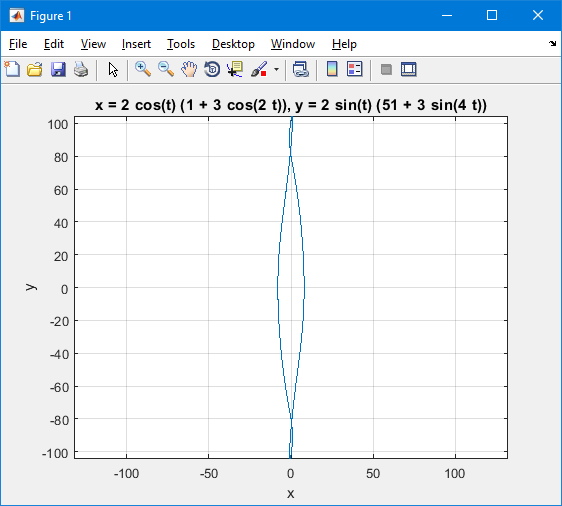 Figure 1
File Edit View Insert Tools Desktop Window Help
x = 2 cos(t) (1 + 3 cos(2 t)), y = 2 sin(t) (51 + 3 sin(4 t))
100
80
60
40
20
0
-20
-40
-60
-80
-100
y
-100 -50 0 50 100
x